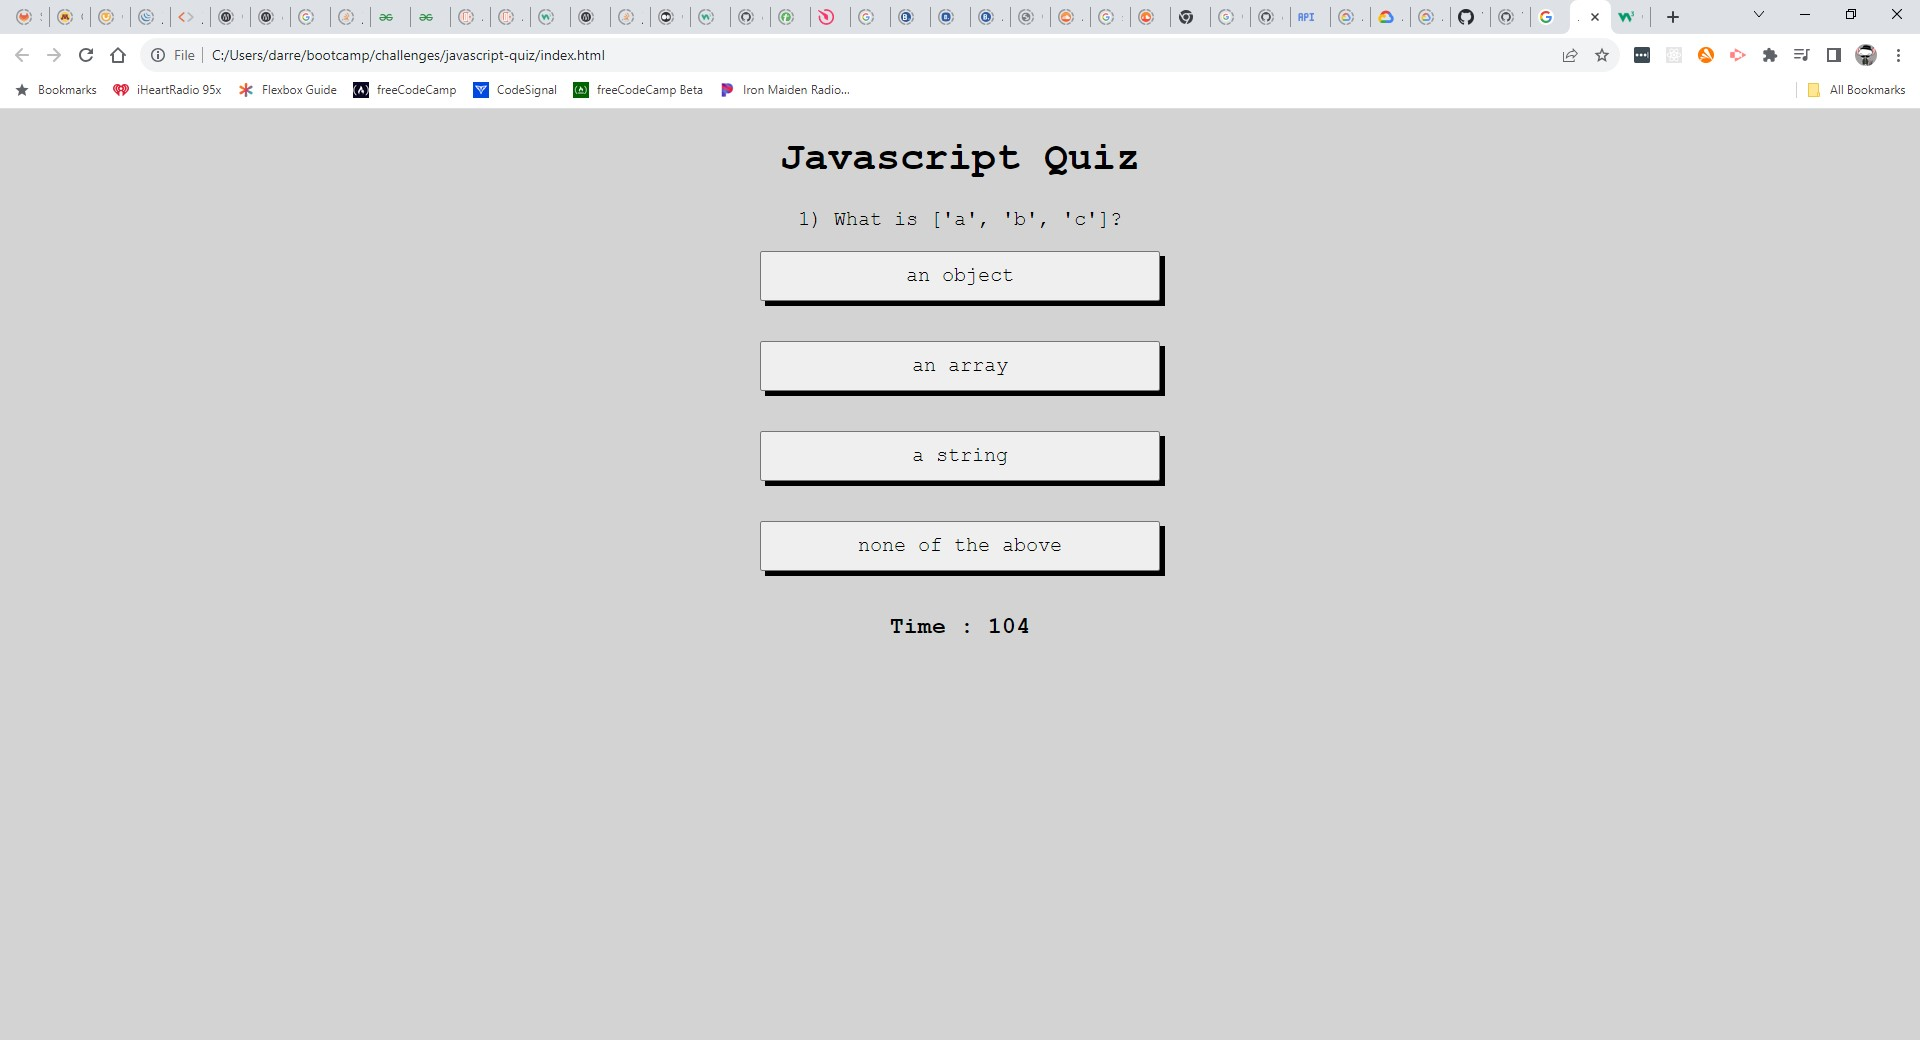 API
File C:/Users/darre/bootcamp/challenges/javascript-quiz/index.html
Bookmarks iHeartRadio 95x Flexbox Guide freeCodeCamp CodeSignal freeCodeCamp Beta Iron Maiden Radio... All Bookmarks
Javascript Quiz
1) What is ['a', 'b', 'c']?
an object
an array
a string
none of the above
Time : 104